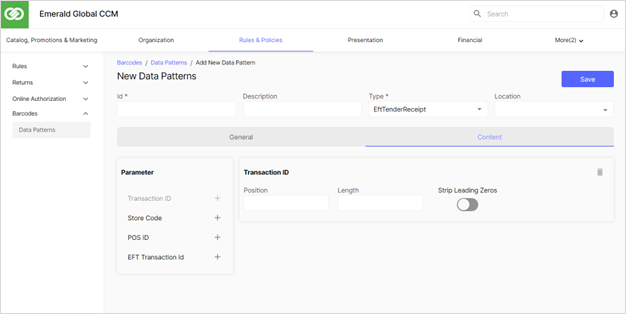 Emerald Global CCM
Search
Catalog, Promotions & Marketing
Organization
Rules & Policies
Presentation
Financial
More(2)
Rules
Returns
Online Authorization
Barcodes
Data Patterns
Barcodes / Data Patterns / Add New Data Pattern
New Data Patterns
Save
Id *
Description
Type *
Location
EftTenderReceipt
General
Content
Parameter
Transaction ID
Store Code
POS ID
EFT Transaction Id
Transaction ID
Position
Length
Strip Leading Zeros